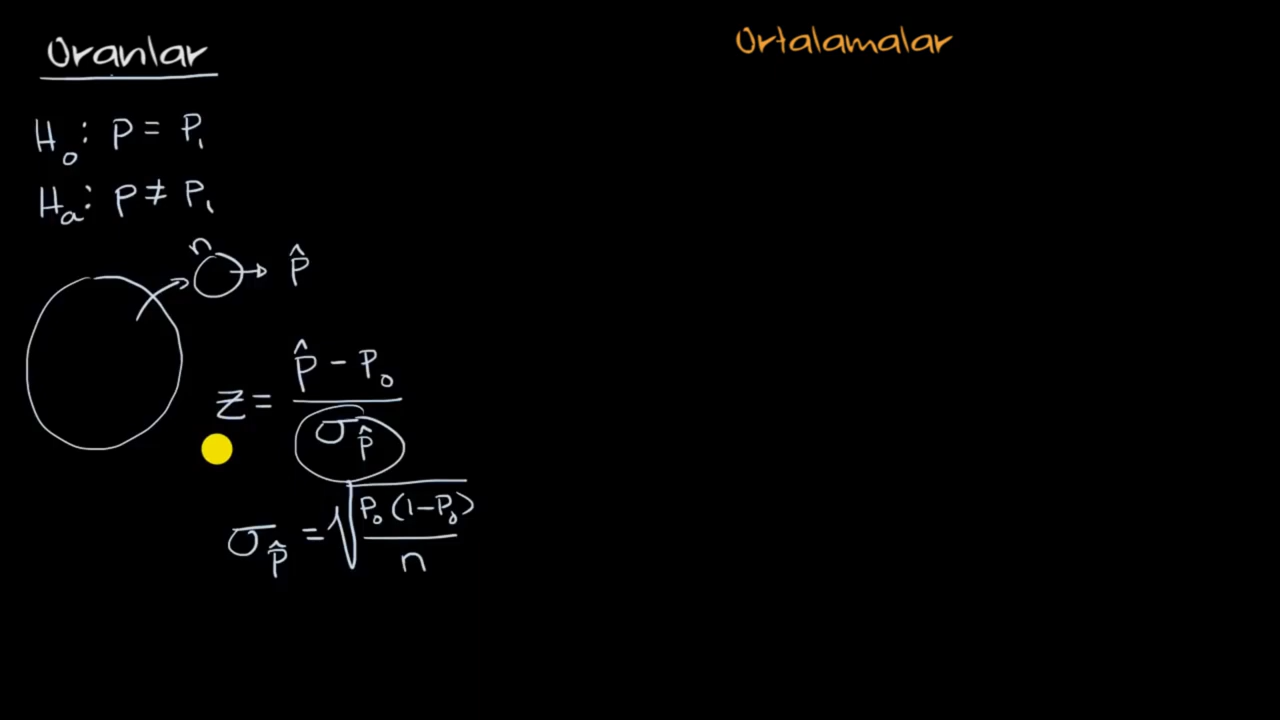 Oranlar
Ortalamalar
H₀: P = P₁
Hₐ: P ≠ P₁
n
p̂
z = (p̂ - P₀) / σ_p̂
σ_p̂ = √(P₀(1-P₀) / n)